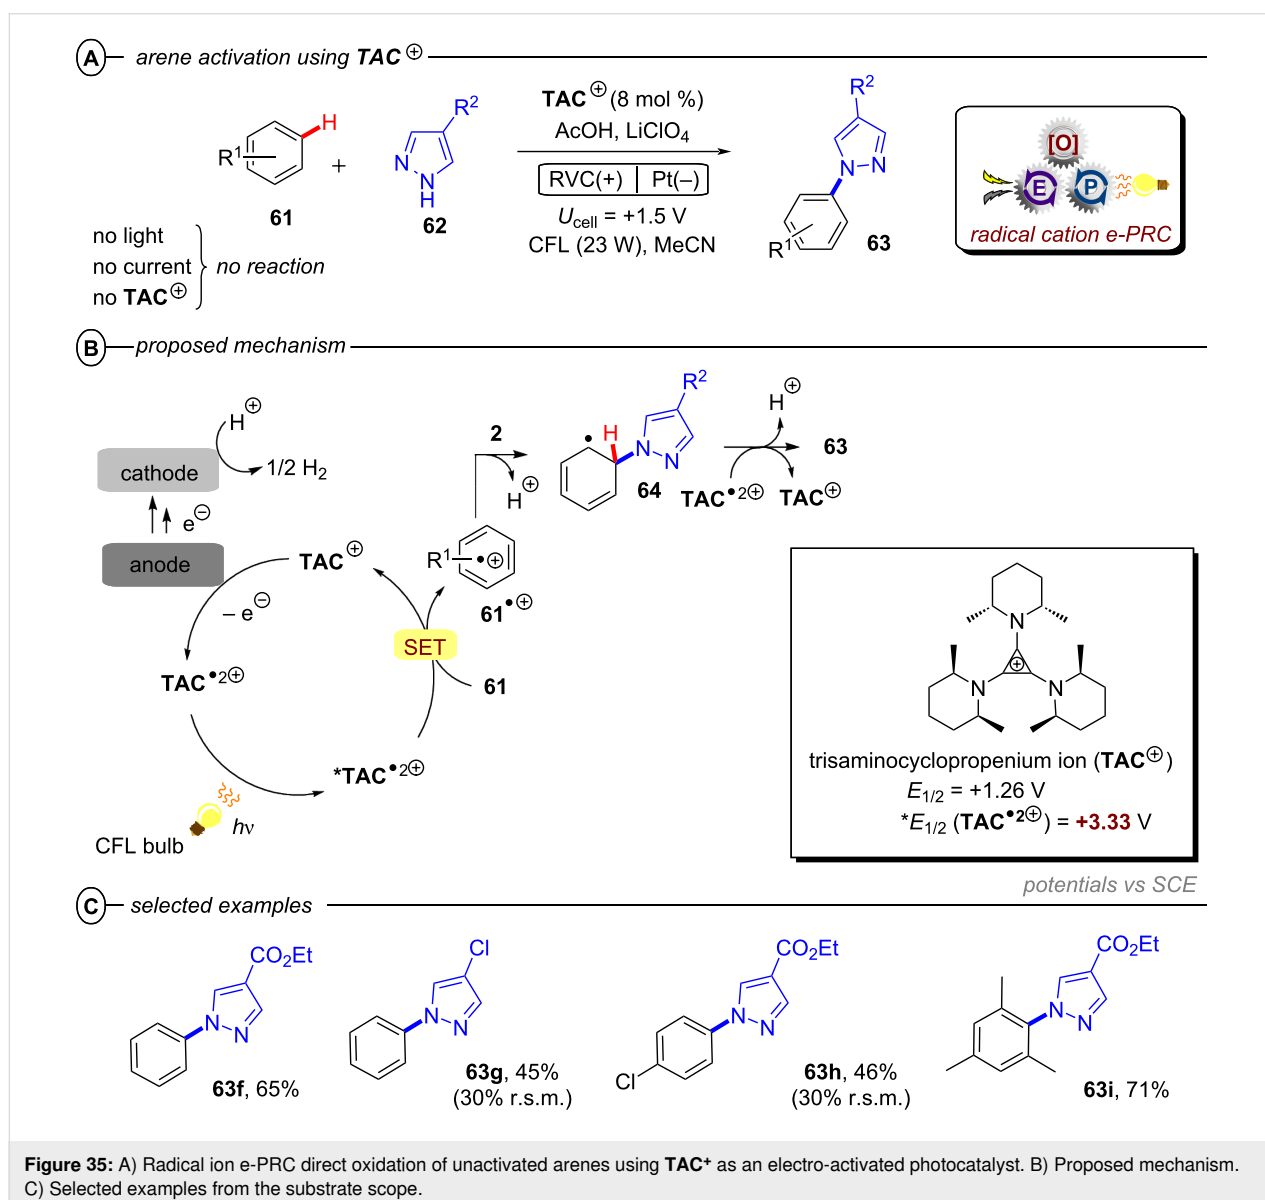 A arene activation using TAC⊕
H
R¹
+
61
R²
N
N
H
62
TAC⊕ (8 mol %)
AcOH, LiClO₄
RVC(+) | Pt(–)
U_cell = +1.5 V
CFL (23 W), MeCN
R²
N
N
R¹
63
[O]
E
P
radical cation e-PRC
no light
no current
no TAC⊕
no reaction
B proposed mechanism
H⊕
cathode
1/2 H₂
e⊖
anode
TAC⊕
– e⊖
TAC•2⊕
*TAC•2⊕
hν
CFL bulb
SET
61
R¹
•⊕
61•⊕
2
H⊕
R²
H
N
N
64
TAC•2⊕
TAC⊕
H⊕
63
N
N
N
⊕
trisaminocyclopropenium ion (TAC⊕)
E₁/₂ = +1.26 V
*E₁/₂ (TAC•2⊕) = +3.33 V
potentials vs SCE
C selected examples
CO₂Et
N
N
63f, 65%
Cl
N
N
63g, 45%
(30% r.s.m.)
CO₂Et
N
N
Cl
63h, 46%
(30% r.s.m.)
CO₂Et
N
N
63i, 71%
Figure 35: A) Radical ion e-PRC direct oxidation of unactivated arenes using TAC⁺ as an electro-activated photocatalyst. B) Proposed mechanism.
C) Selected examples from the substrate scope.